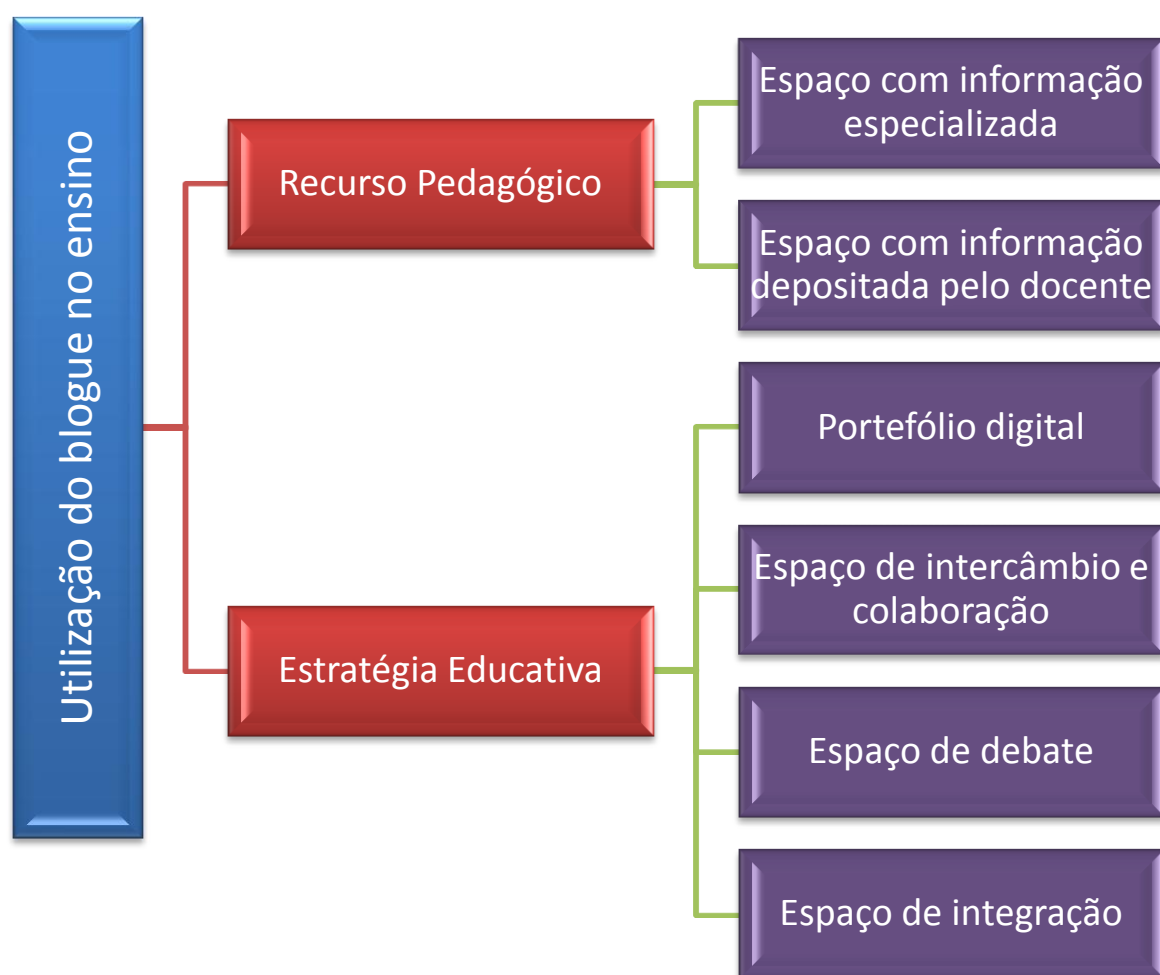 Utilização do blogue no ensino
Recurso Pedagógico
Espaço com informação
especializada
Espaço com informação
depositada pelo docente
Estratégia Educativa
Portefólio digital
Espaço de intercâmbio e
colaboração
Espaço de debate
Espaço de integração